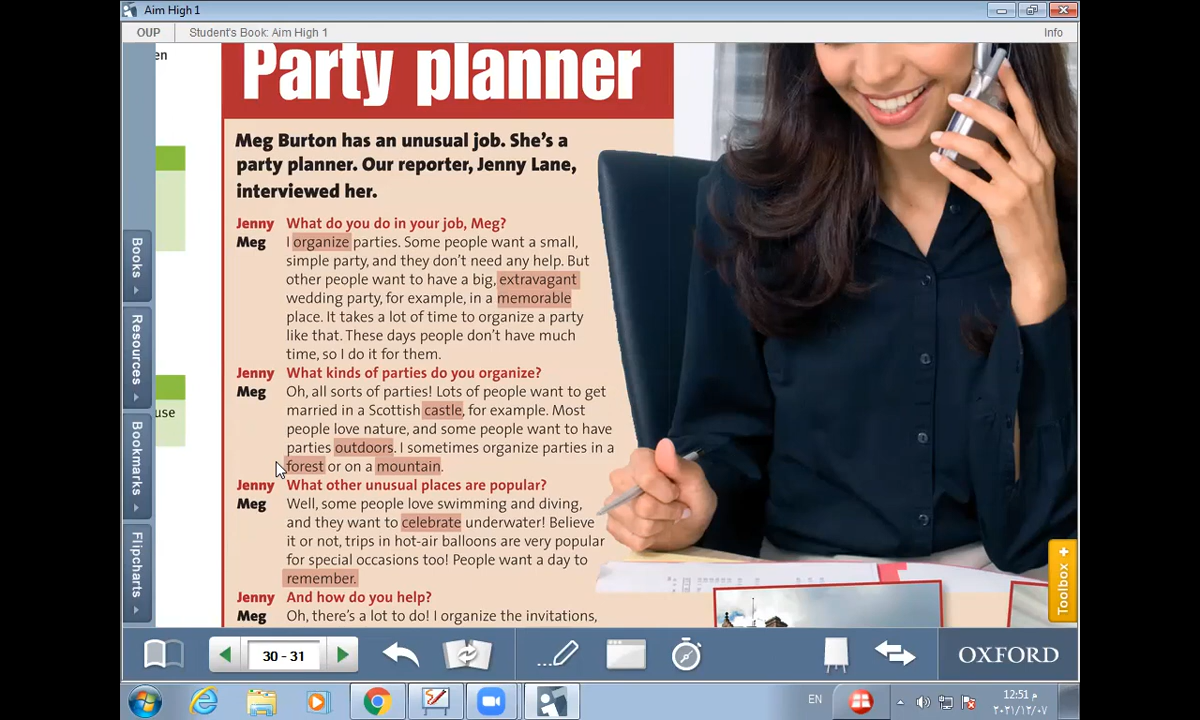 Aim High 1
OUP
Student's Book: Aim High 1
Info
en
use
Party planner
Meg Burton has an unusual job. She's a
party planner. Our reporter, Jenny Lane,
interviewed her.
Jenny What do you do in your job, Meg?
Meg I organize parties. Some people want a small,
simple party, and they don't need any help. But
other people want to have a big, extravagant
wedding party, for example, in a memorable
place. It takes a lot of time to organize a party
like that. These days people don't have much
time, so I do it for them.
Jenny What kinds of parties do you organize?
Meg Oh, all sorts of parties! Lots of people want to get
married in a Scottish castle, for example. Most
people love nature, and some people want to have
parties outdoors. I sometimes organize parties in a
forest or on a mountain.
Jenny What other unusual places are popular?
Meg Well, some people love swimming and diving,
and they want to celebrate underwater! Believe
it or not, trips in hot-air balloons are very popular
for special occasions too! People want a day to
remember.
Jenny And how do you help?
Meg Oh, there's a lot to do! I organize the invitations,
Books
Resources
Bookmarks
Flipcharts
Toolbox +
30 - 31
OXFORD
EN
12:51 م
٢٠٢١/١٢/٠٧